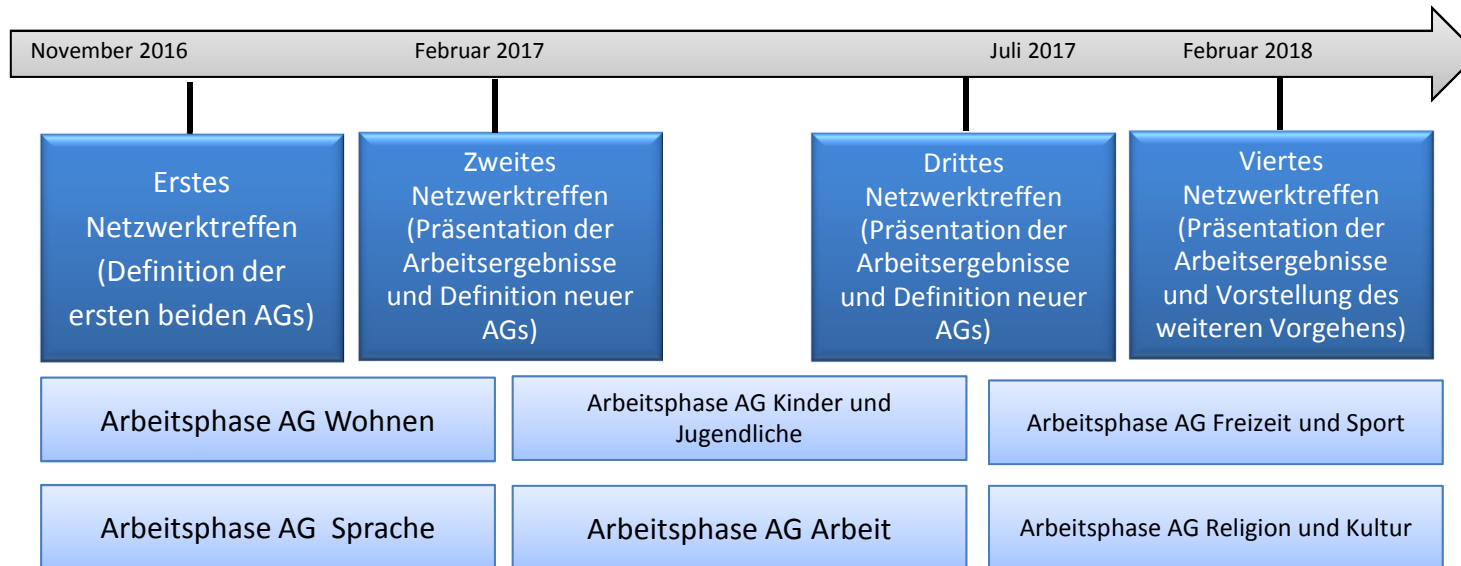 November 2016
Februar 2017
Juli 2017
Februar 2018
Erstes
Netzwerktreffen
(Definition der
ersten beiden AGs)
Zweites
Netzwerktreffen
(Präsentation der
Arbeitsergebnisse
und Definition neuer
AGs)
Drittes
Netzwerktreffen
(Präsentation der
Arbeitsergebnisse
und Definition neuer
AGs)
Viertes
Netzwerktreffen
(Präsentation der
Arbeitsergebnisse
und Vorstellung des
weiteren Vorgehens)
Arbeitsphase AG Wohnen
Arbeitsphase AG Kinder und
Jugendliche
Arbeitsphase AG Freizeit und Sport
Arbeitsphase AG Sprache
Arbeitsphase AG Arbeit
Arbeitsphase AG Religion und Kultur